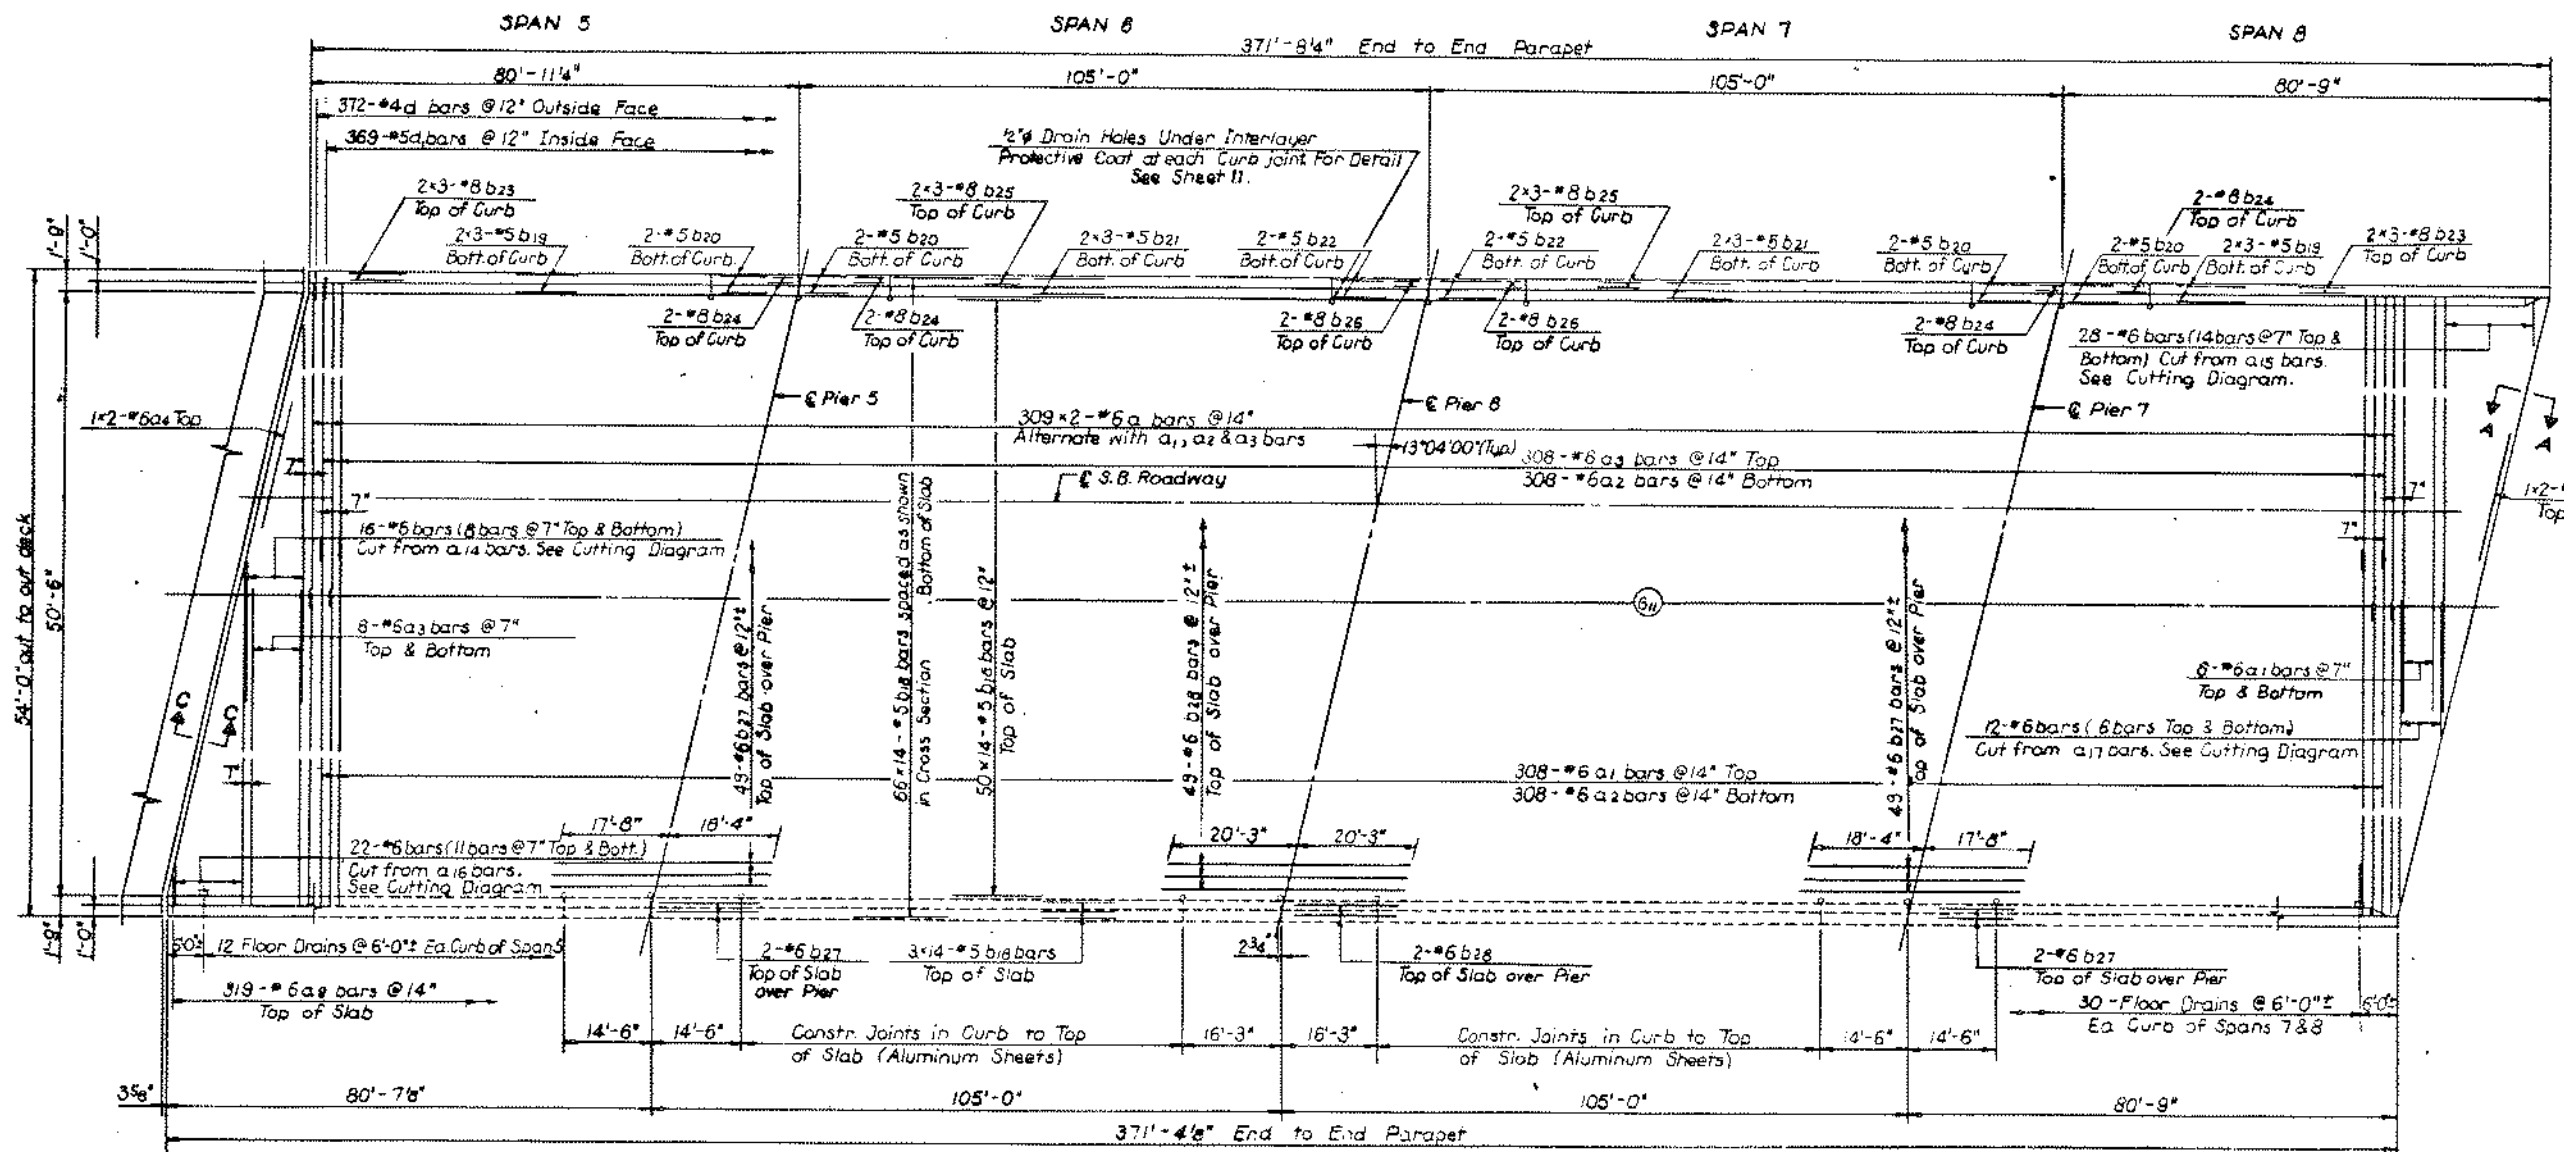 SPAN 5
SPAN 6
SPAN 7
SPAN 8
371'-8¼" End to End Parapet
80'-11¼"
105'-0"
105'-0"
80'-9"
372-#4d bars @ 12" Outside Face
369-#5d₁ bars @ 12" Inside Face
½"φ Drain Holes Under Interlayer
Protective Coat at each Curb joint For Detail
See Sheet 11.
2×3-#8 b23
Top of Curb
2×3-#8 b25
Top of Curb
2×3-#8 b25
Top of Curb
2-#8 b24
Top of Curb
1'-9"
1'-0"
2×3-#5 b19
Bott. of Curb
2-#5 b20
Bott. of Curb.
2-#5 b20
Bott. of Curb
2×3-#5 b21
Bott. of Curb
2-#5 b22
Bott. of Curb
2-#5 b22
Bott. of Curb
2×3-#5 b21
Bott. of Curb
2-#5 b20
Bott. of Curb
2-#5 b20
Bott. of Curb
2×3-#5 b19
Bott. of Curb
2×3-#8 b23
Top of Curb
2-#8 b24
Top of Curb
2-#8 b24
Top of Curb
2-#8 b26
Top of Curb
2-#8 b26
Top of Curb
2-#8 b24
Top of Curb
28-#6 bars (14 bars @ 7" Top &
Bottom) Cut from a15 bars.
See Cutting Diagram.
℄ Pier 5
℄ Pier 6
℄ Pier 7
1×2-#6a4 Top
309×2-#6 a bars @ 14"
Alternate with a1, a2 & a3 bars
13°04'00"(Typ)
308-#6 a3 bars @ 14" Top
308-#6 a2 bars @ 14" Bottom
A
A
7"
7"
℄ S.B. Roadway
7"
7"
1×2-
Top
54'-0" out to out deck
50'-6"
16-#6 bars (8 bars @ 7" Top & Bottom)
Cut from a14 bars. See Cutting Diagram
8-#6a3 bars @ 7"
Top & Bottom
49-#6 b27 bars @ 12"±
Top of Slab over Pier
66×14-#5 b18 bars spaced as shown
in Cross Section Bottom of Slab
50×14-#5 b18 bars @ 12"
Top of Slab
49-#6 b28 bars @ 12"±
Top of Slab over Pier
G11
49-#6 b27 bars @ 12"±
Top of Slab over Pier
6-#6a1 bars @ 7"
Top & Bottom
12-#6 bars (6 bars Top & Bottom)
Cut from a17 bars. See Cutting Diagram
C
C
7"
308-#6 a1 bars @ 14" Top
308-#6 a2 bars @ 14" Bottom
17'-8"
18'-4"
20'-3"
20'-3"
18'-4"
17'-8"
22-#6 bars (11 bars @ 7" Top & Bott.)
Cut from a16 bars.
See Cutting Diagram
1'-9"
1'-0"
6'-0"±
12 Floor Drains @ 6'-0"± Ea. Curb of Span 5
319-#6 a8 bars @ 14"
Top of Slab
2-#6 b27
Top of Slab
over Pier
3×14-#5 b18 bars
Top of Slab
2¾"
2-#6 b28
Top of Slab over Pier
2-#6 b27
Top of Slab over Pier
30-Floor Drains @ 6'-0"±
Ea Curb of Spans 7&8
6'-0"±
14'-6"
14'-6"
Constr. Joints in Curb to Top
of Slab (Aluminum Sheets)
16'-3"
16'-3"
Constr. Joints in Curb to Top
of Slab (Aluminum Sheets)
14'-6"
14'-6"
3⅝"
80'-7⅛"
105'-0"
105'-0"
80'-9"
371'-4⅛" End to End Parapet